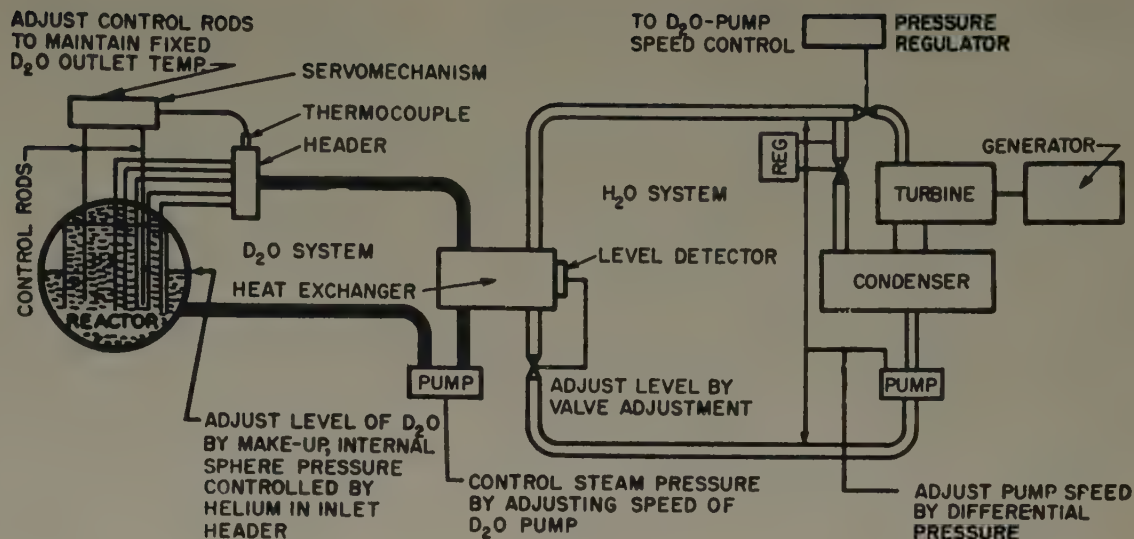 ADJUST CONTROL RODS
TO MAINTAIN FIXED
D₂O OUTLET TEMP.
SERVOMECHANISM
THERMOCOUPLE
HEADER
CONTROL RODS
D₂O SYSTEM
HEAT EXCHANGER
REACTOR
PUMP
ADJUST LEVEL OF D₂O
BY MAKE-UP, INTERNAL
SPHERE PRESSURE
CONTROLLED BY
HELIUM IN INLET
HEADER
CONTROL STEAM PRESSURE
BY ADJUSTING SPEED OF
D₂O PUMP
TO D₂O-PUMP
SPEED CONTROL
PRESSURE
REGULATOR
REG
H₂O SYSTEM
GENERATOR
TURBINE
LEVEL DETECTOR
CONDENSER
ADJUST LEVEL BY
VALVE ADJUSTMENT
PUMP
ADJUST PUMP SPEED
BY DIFFERENTIAL
PRESSURE